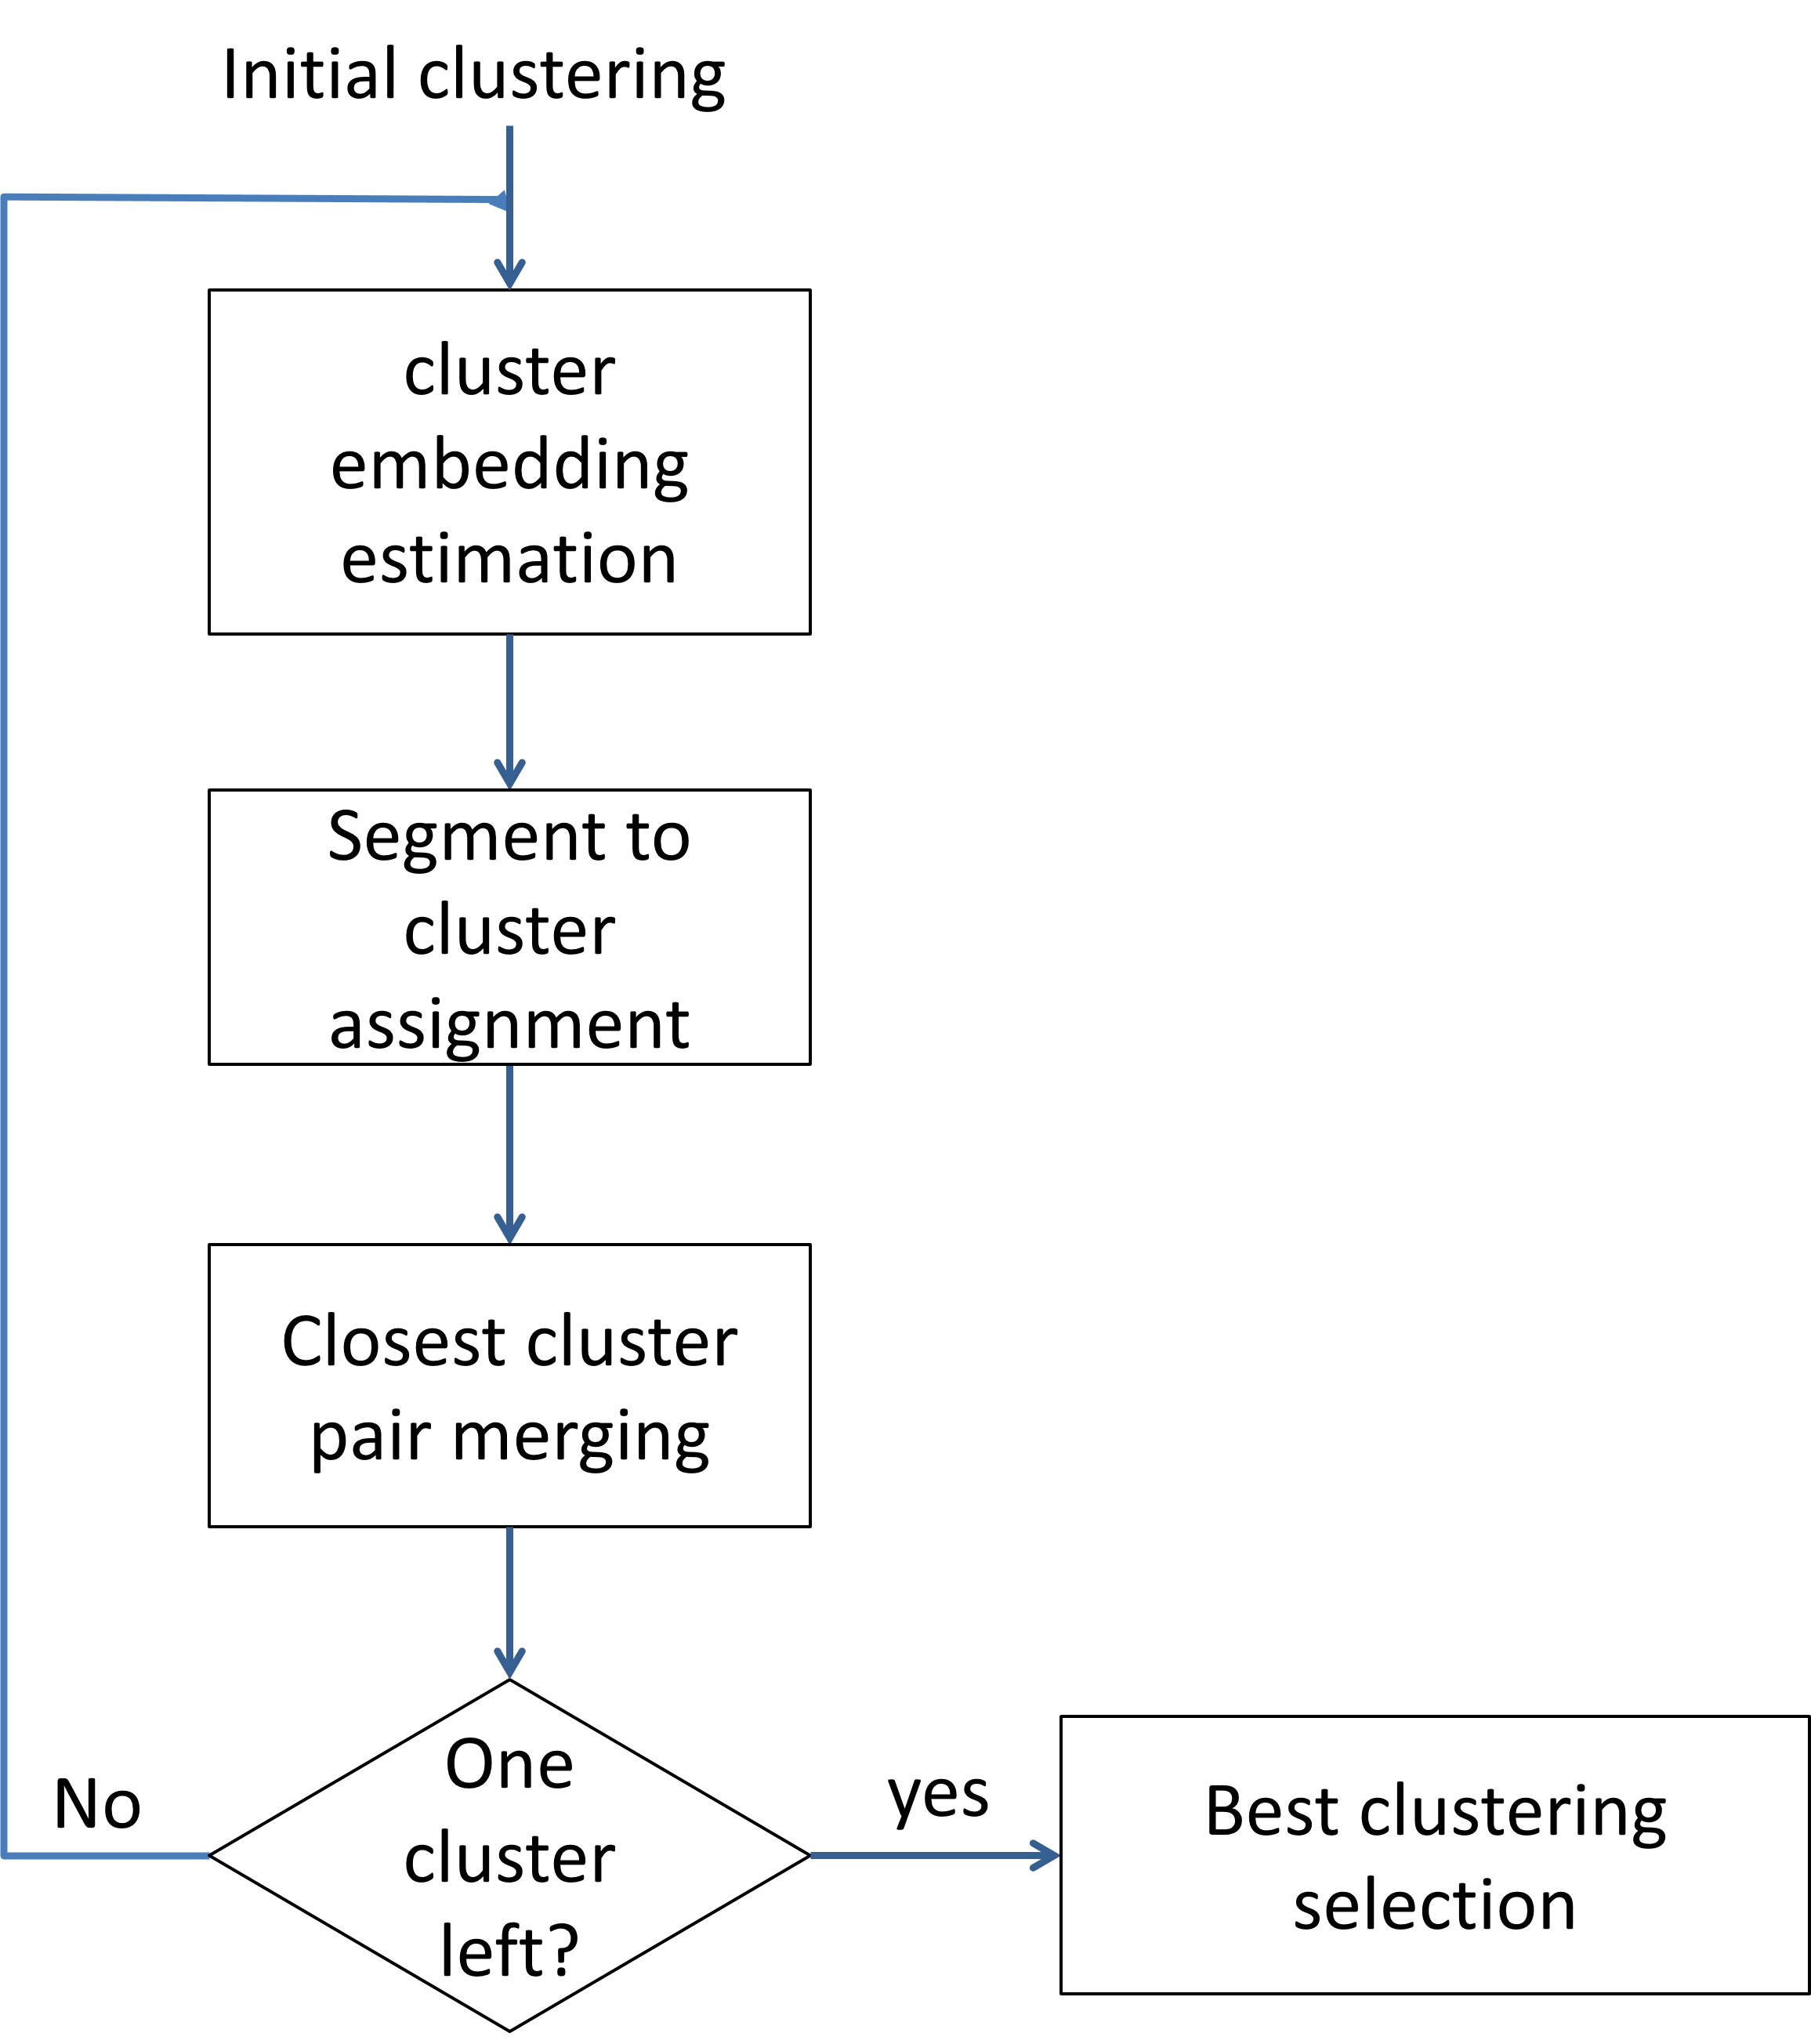 Initial clustering
cluster
embedding
estimation
Segment to
cluster
assignment
Closest cluster
pair merging
One
cluster
left?
No
yes
Best clustering
selection